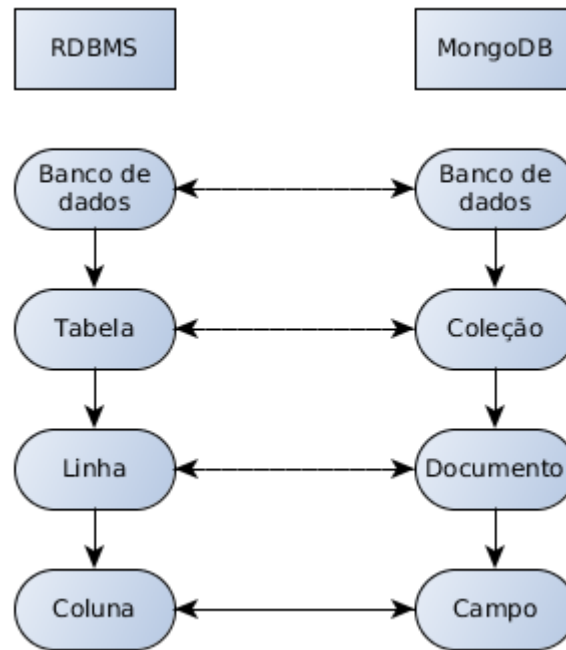 RDBMS
MongoDB
Banco de
dados
Banco de
dados
Tabela
Coleção
Linha
Documento
Coluna
Campo